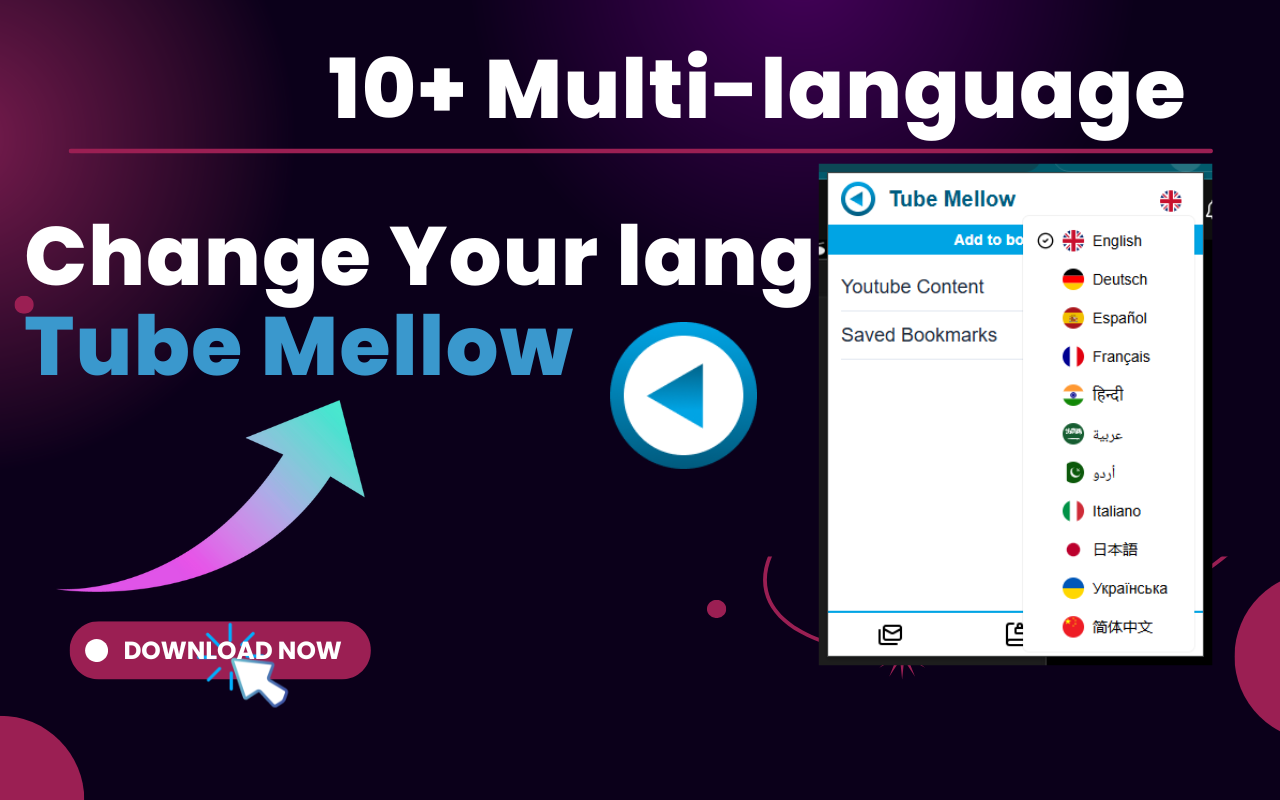 10+ Multi-language
Change Your lang
Tube Mellow
DOWNLOAD NOW
Tube Mellow
Add to bo
Youtube Content
Saved Bookmarks
English
Deutsch
Español
Français
हिन्दी
عربية
أردو
Italiano
日本語
Українська
简体中文